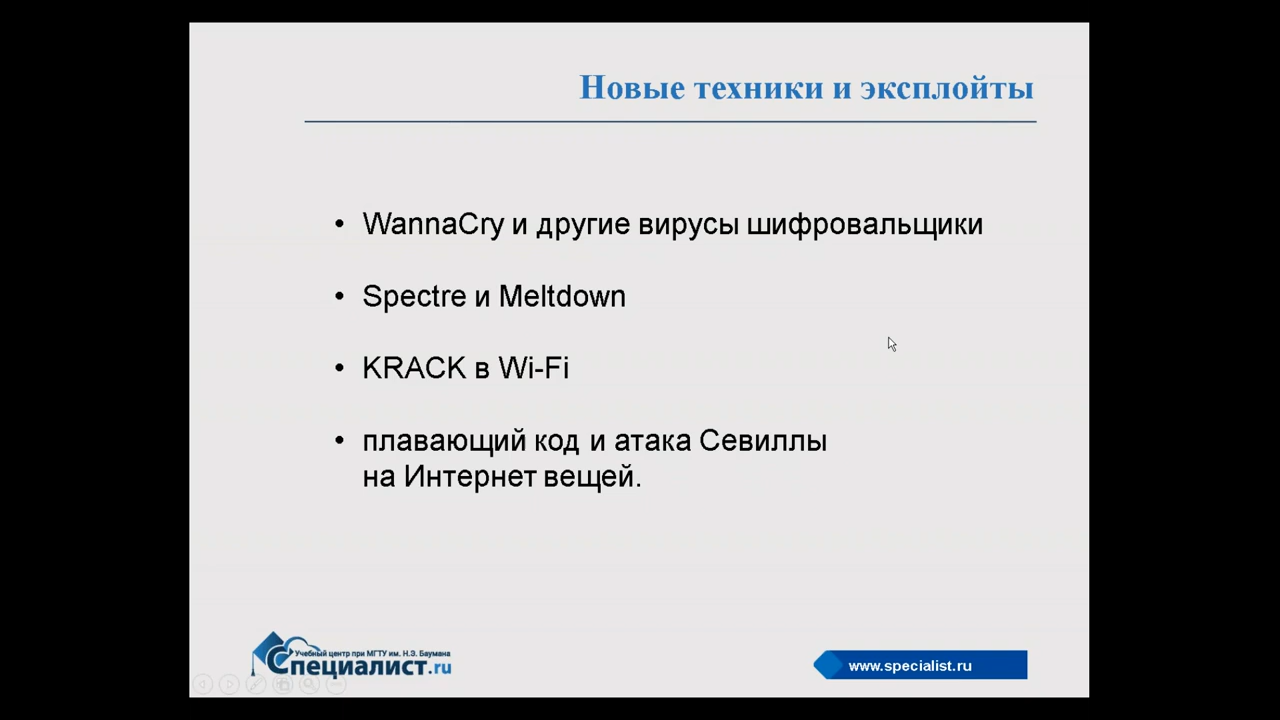 Новые техники и эксплойты
• WannaCry и другие вирусы шифровальщики
• Spectre и Meltdown
• KRACK в Wi-Fi
• плавающий код и атака Севиллы
на Интернет вещей.
Учебный центр при МГТУ им. Н.Э. Баумана
Специалист.ru
www.specialist.ru